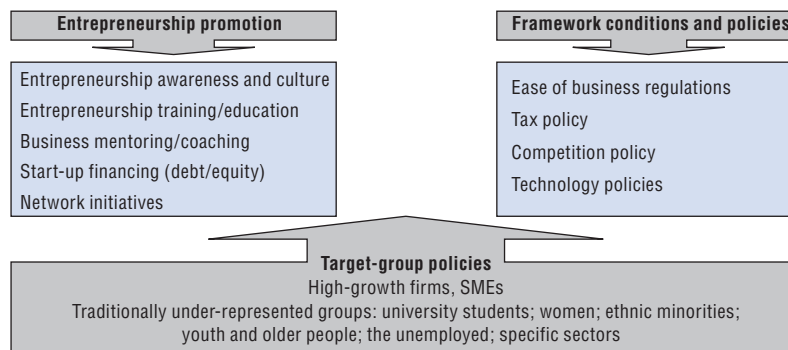 Entrepreneurship promotion
Entrepreneurship awareness and culture
Entrepreneurship training/education
Business mentoring/coaching
Start-up financing (debt/equity)
Network initiatives
Framework conditions and policies
Ease of business regulations
Tax policy
Competition policy
Technology policies
Target-group policies
High-growth firms, SMEs
Traditionally under-represented groups: university students; women; ethnic minorities;
youth and older people; the unemployed; specific sectors